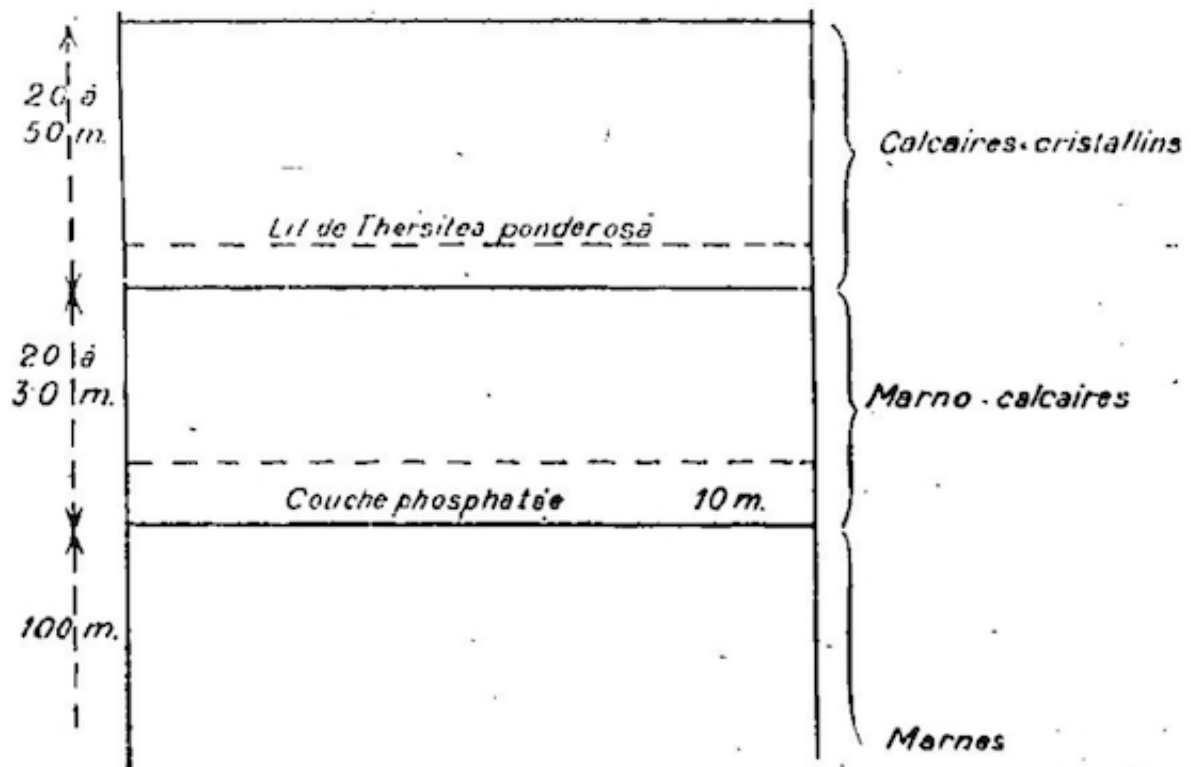 20 à
50 m.
Calcaires-cristallins
Lit de Thersitea ponderosa
20 à
30 m.
Marno-calcaires
Couche phosphatée 10 m.
100 m.
Marnes